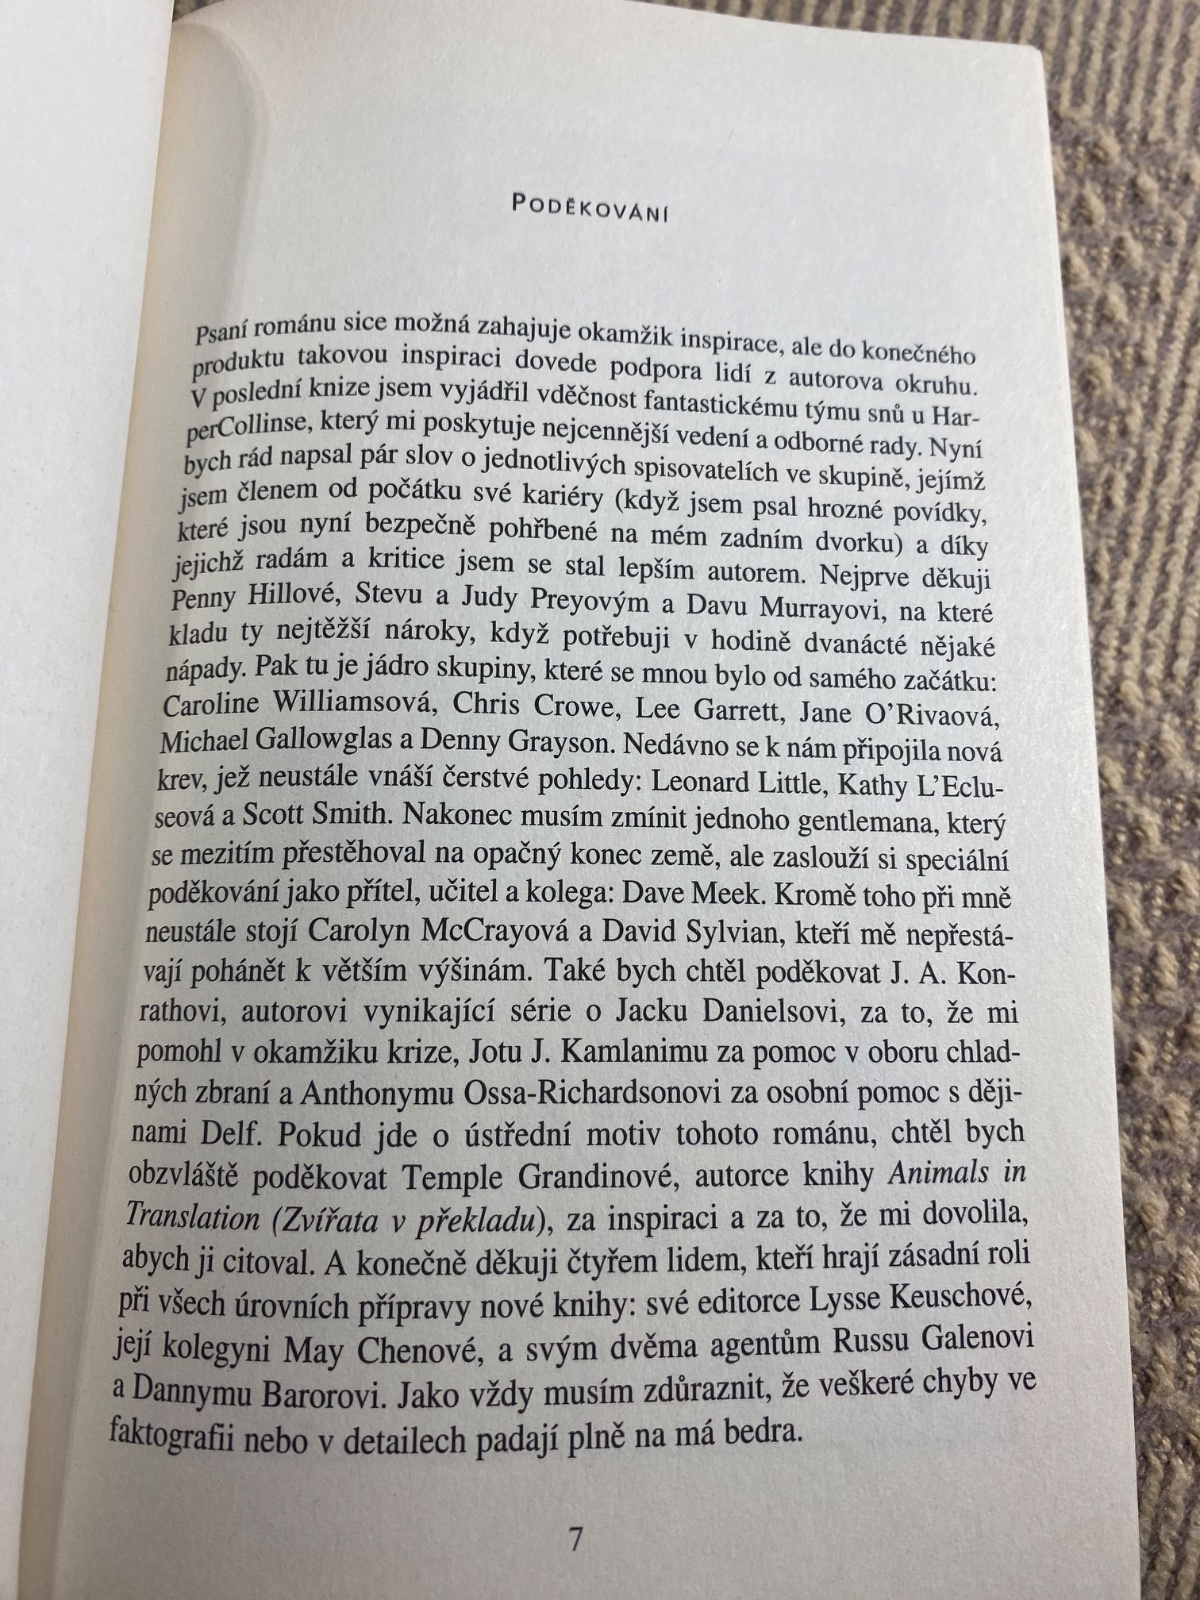 PODĚKOVÁNÍ
Psaní románu sice možná zahajuje okamžik inspirace, ale do konečného
produktu takovou inspiraci dovede podpora lidí z autorova okruhu.
V poslední knize jsem vyjádřil vděčnost fantastickému týmu snů u Har-
perCollinse, který mi poskytuje nejcennější vedení a odborné rady. Nyní
bych rád napsal pár slov o jednotlivých spisovatelích ve skupině, jejímž
jsem členem od počátku své kariéry (když jsem psal hrozné povídky,
které jsou nyní bezpečně pohřbené na mém zadním dvorku) a díky
jejichž radám a kritice jsem se stal lepším autorem. Nejprve děkuji
Penny Hillové, Stevu a Judy Preyovým a Davu Murrayovi, na které
kladu ty nejtěžší nároky, když potřebuji v hodině dvanácté nějaké
nápady. Pak tu je jádro skupiny, které se mnou bylo od samého začátku:
Caroline Williamsová, Chris Crowe, Lee Garrett, Jane O’Rivaová,
Michael Gallowglas a Denny Grayson. Nedávno se k nám připojila nová
krev, jež neustále vnáší čerstvé pohledy: Leonard Little, Kathy L’Eclu-
seová a Scott Smith. Nakonec musím zmínit jednoho gentlemana, který
se mezitím přestěhoval na opačný konec země, ale zaslouží si speciální
poděkování jako přítel, učitel a kolega: Dave Meek. Kromě toho při mně
neustále stojí Carolyn McCrayová a David Sylvian, kteří mě nepřestá-
vají pohánět k větším výšinám. Také bych chtěl poděkovat J. A. Kon-
rathovi, autorovi vynikající série o Jacku Danielsovi, za to, že mi
pomohl v okamžiku krize, Jotu J. Kamlanimu za pomoc v oboru chlad-
ných zbraní a Anthonymu Ossa-Richardsonovi za osobní pomoc s ději-
nami Delf. Pokud jde o ústřední motiv tohoto románu, chtěl bych
obzvláště poděkovat Temple Grandinové, autorce knihy Animals in
Translation (Zvířata v překladu), za inspiraci a za to, že mi dovolila,
abych ji citoval. A konečně děkuji čtyřem lidem, kteří hrají zásadní roli
při všech úrovních přípravy nové knihy: své editorce Lysse Keuschové,
její kolegyni May Chenové, a svým dvěma agentům Russu Galenovi
a Dannymu Barorovi. Jako vždy musím zdůraznit, že veškeré chyby ve
faktografii nebo v detailech padají plně na má bedra.
7